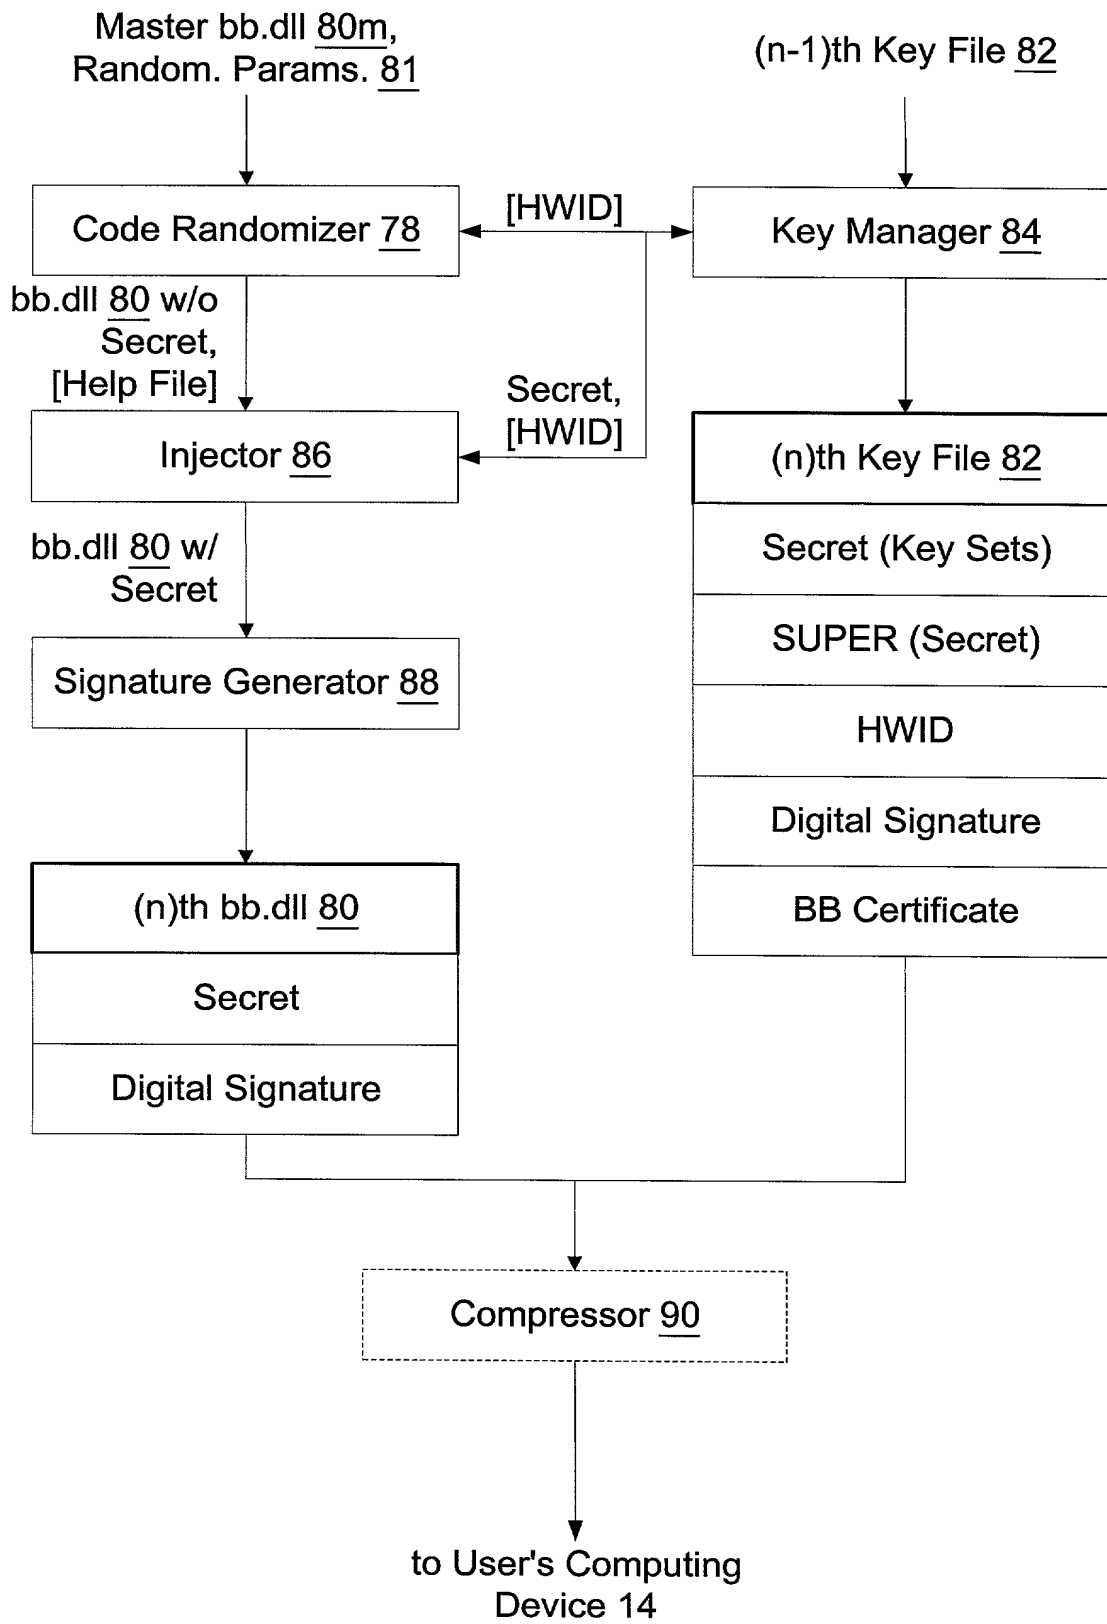 Master bb.dll 80m,
Random. Params. 81
(n-1)th Key File 82
Code Randomizer 78
[HWID]
Key Manager 84
bb.dll 80 w/o
Secret,
[Help File]
Secret,
[HWID]
Injector 86
(n)th Key File 82
Secret (Key Sets)
SUPER (Secret)
HWID
Digital Signature
BB Certificate
bb.dll 80 w/
Secret
Signature Generator 88
(n)th bb.dll 80
Secret
Digital Signature
Compressor 90
to User's Computing
Device 14